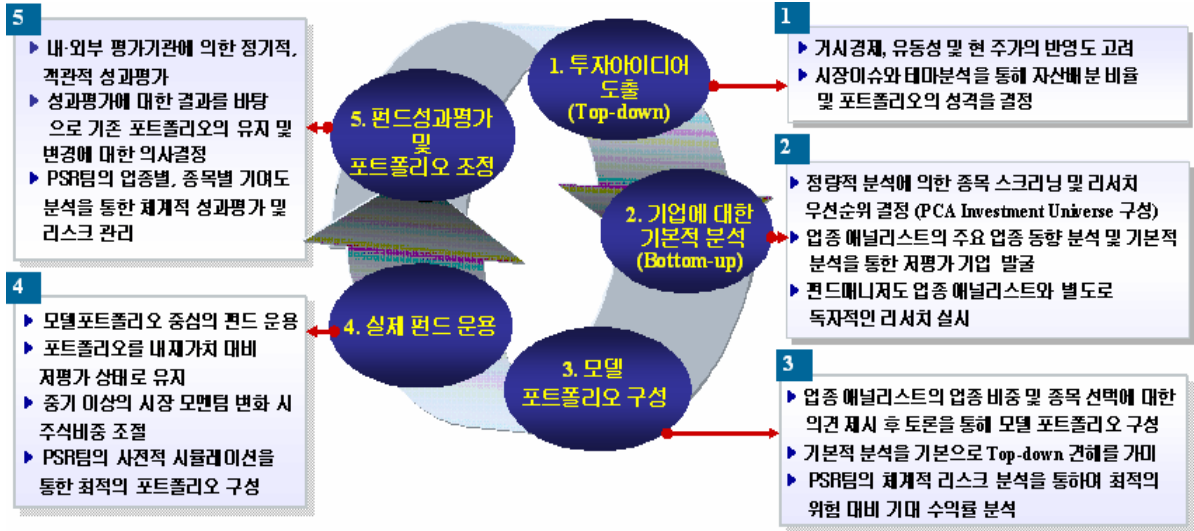 1. 투자아이디어
도출
(Top-down)
1
거시경제, 유동성 및 현 주가의 반영도 고려
시장이슈와 테마분석을 통해 자산배분 비율
및 포트폴리오의 성격을 결정
2. 기업에 대한
기본적 분석
(Bottom-up)
2
정량적 분석에 의한 종목 스크리닝 및 리서치
우선순위 결정 (PCA Investment Universe 구성)
업종 애널리스트의 주요 업종 동향 분석 및 기본적
분석을 통한 저평가 기업 발굴
펀드매니저도 업종 애널리스트와 별도로
독자적인 리서치 실시
3. 모델
포트폴리오 구성
3
업종 애널리스트의 업종 비중 및 종목 선택에 대한
의견 제시 후 토론을 통해 모델 포트폴리오 구성
기본적 분석을 기본으로 Top-down 견해를 가미
PSR팀의 체계적 리스크 분석을 통하여 최적의
위험 대비 기대 수익률 분석
4. 실제 펀드 운용
4
모델포트폴리오 중심의 펀드 운용
포트폴리오를 내재가치 대비
저평가 상태로 유지
중기 이상의 시장 모멘텀 변화 시
주식비중 조절
PSR팀의 사전적 시뮬레이션을
통한 최적의 포트폴리오 구성
5. 펀드성과평가
및
포트폴리오 조정
5
내·외부 평가기관에 의한 정기적,
객관적 성과평가
성과평가에 대한 결과를 바탕
으로 기존 포트폴리오의 유지 및
변경에 대한 의사결정
PSR팀의 업종별, 종목별 기여도
분석을 통한 체계적 성과평가 및
리스크 관리